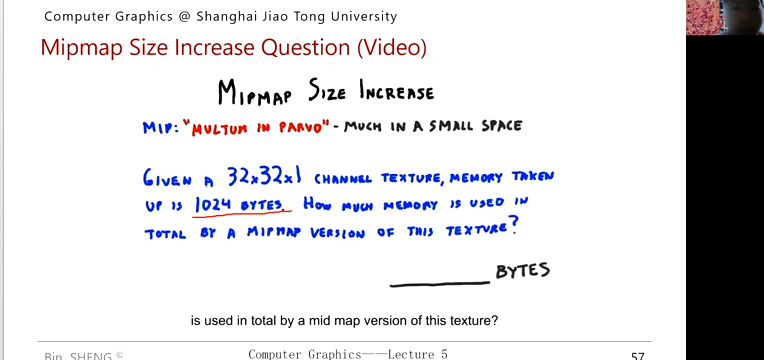 Computer Graphics @ Shanghai Jiao Tong University
Mipmap Size Increase Question (Video)
MIPMAP SIZE INCREASE
MIP: "MULTUM IN PARVO" - MUCH IN A SMALL SPACE
GIVEN A 32x32x1 CHANNEL TEXTURE, MEMORY TAKEN
UP IS 1024 BYTES. HOW MUCH MEMORY IS USED IN
TOTAL BY A MIPMAP VERSION OF THIS TEXTURE?
BYTES
is used in total by a mid map version of this texture?
Bin SHENG © Computer Graphics——Lecture 5 57